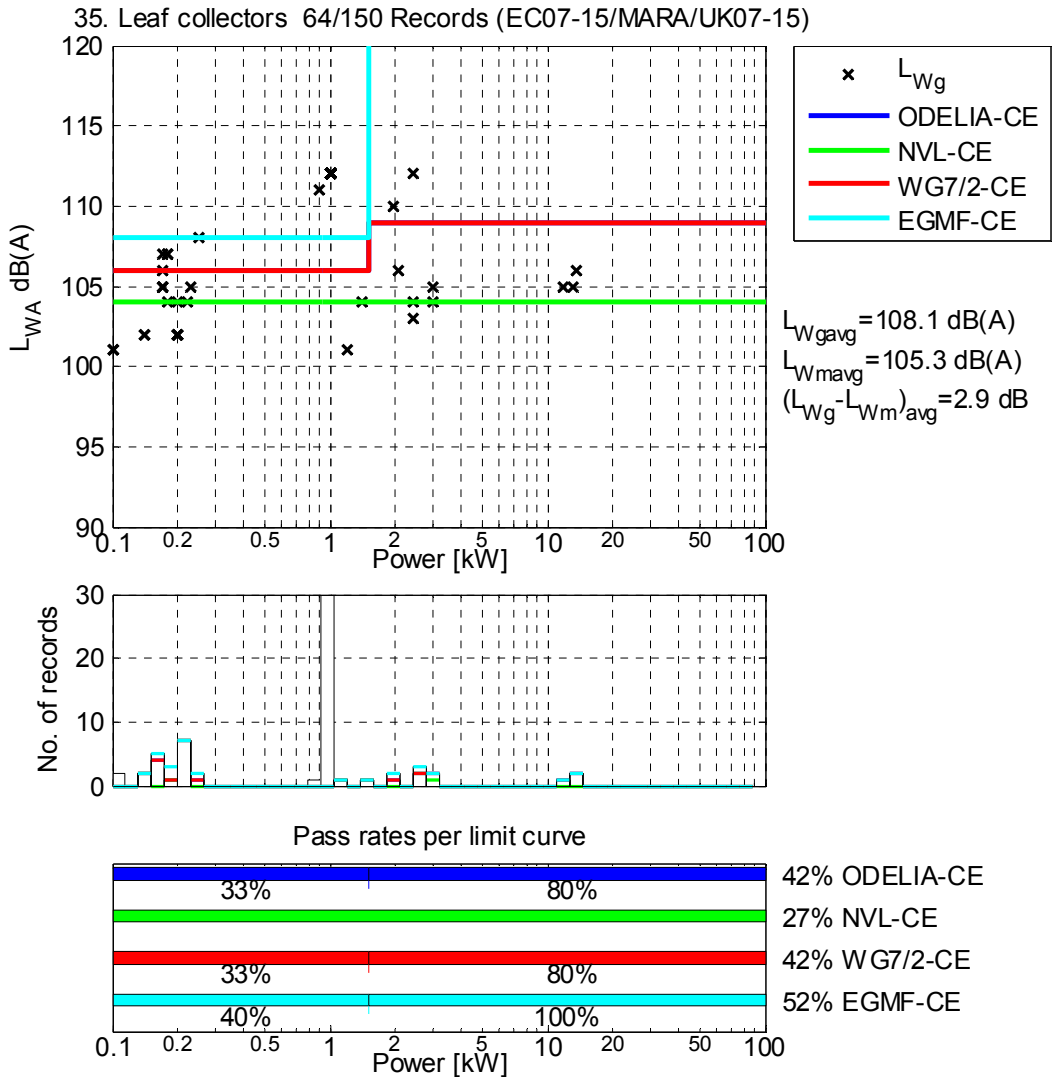 35. Leaf collectors 64/150 Records (EC07-15/MARA/UK07-15)
120
115
110
105
100
95
90
L_WA dB(A)
0.1 0.2 0.5 1 2 5 10 20 50 100
Power [kW]
L_Wg
ODELIA-CE
NVL-CE
WG7/2-CE
EGMF-CE
L_Wgavg=108.1 dB(A)
L_Wmavg=105.3 dB(A)
(L_Wg-L_Wm)avg=2.9 dB
30
20
10
0
No. of records
Pass rates per limit curve
33% 80% 42% ODELIA-CE
27% NVL-CE
33% 80% 42% WG7/2-CE
40% 100% 52% EGMF-CE
0.1 0.2 0.5 1 2 5 10 20 50 100
Power [kW]